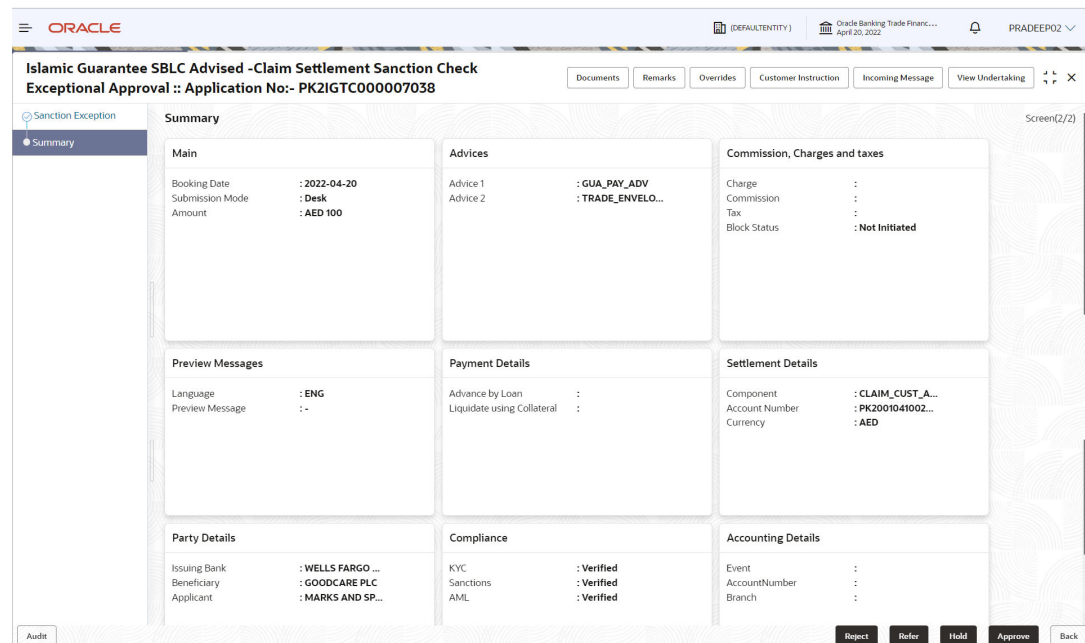 ORACLE
(DEFAULTENTITY )
Oracle Banking Trade Financ...
April 20, 2022
PRADEEP02
Islamic Guarantee SBLC Advised -Claim Settlement Sanction Check
Exceptional Approval :: Application No:- PK2IGTC000007038
Documents
Remarks
Overrides
Customer Instruction
Incoming Message
View Undertaking
Sanction Exception
Summary
Summary
Screen(2/2)
Main
Booking Date : 2022-04-20
Submission Mode : Desk
Amount : AED 100
Advices
Advice 1 : GUA_PAY_ADV
Advice 2 : TRADE_ENVELO...
Commission, Charges and taxes
Charge :
Commission :
Tax :
Block Status : Not Initiated
Preview Messages
Language : ENG
Preview Message : -
Payment Details
Advance by Loan :
Liquidate using Collateral :
Settlement Details
Component : CLAIM_CUST_A...
Account Number : PK2001041002...
Currency : AED
Party Details
Issuing Bank : WELLS FARGO ...
Beneficiary : GOODCARE PLC
Applicant : MARKS AND SP...
Compliance
KYC : Verified
Sanctions : Verified
AML : Verified
Accounting Details
Event :
AccountNumber :
Branch :
Audit
Reject
Refer
Hold
Approve
Back